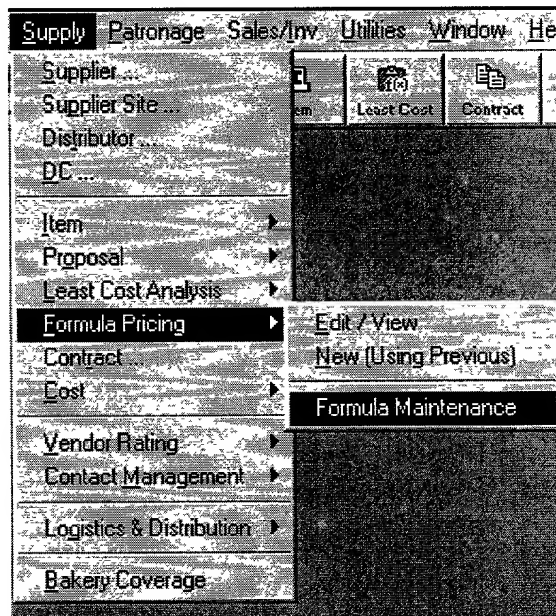 Supply Patronage Sales/Inv Utilities Window He
Supplier ...
Supplier Site ...
Distributor ...
DC ...
em Least Cost Contract
Item
Proposal
Least Cost Analysis
Formula Pricing
Contract ...
Cost
Vendor Rating
Contact Management
Logistics & Distribution
Bakery Coverage
Edit / View
New (Using Previous)
Formula Maintenance